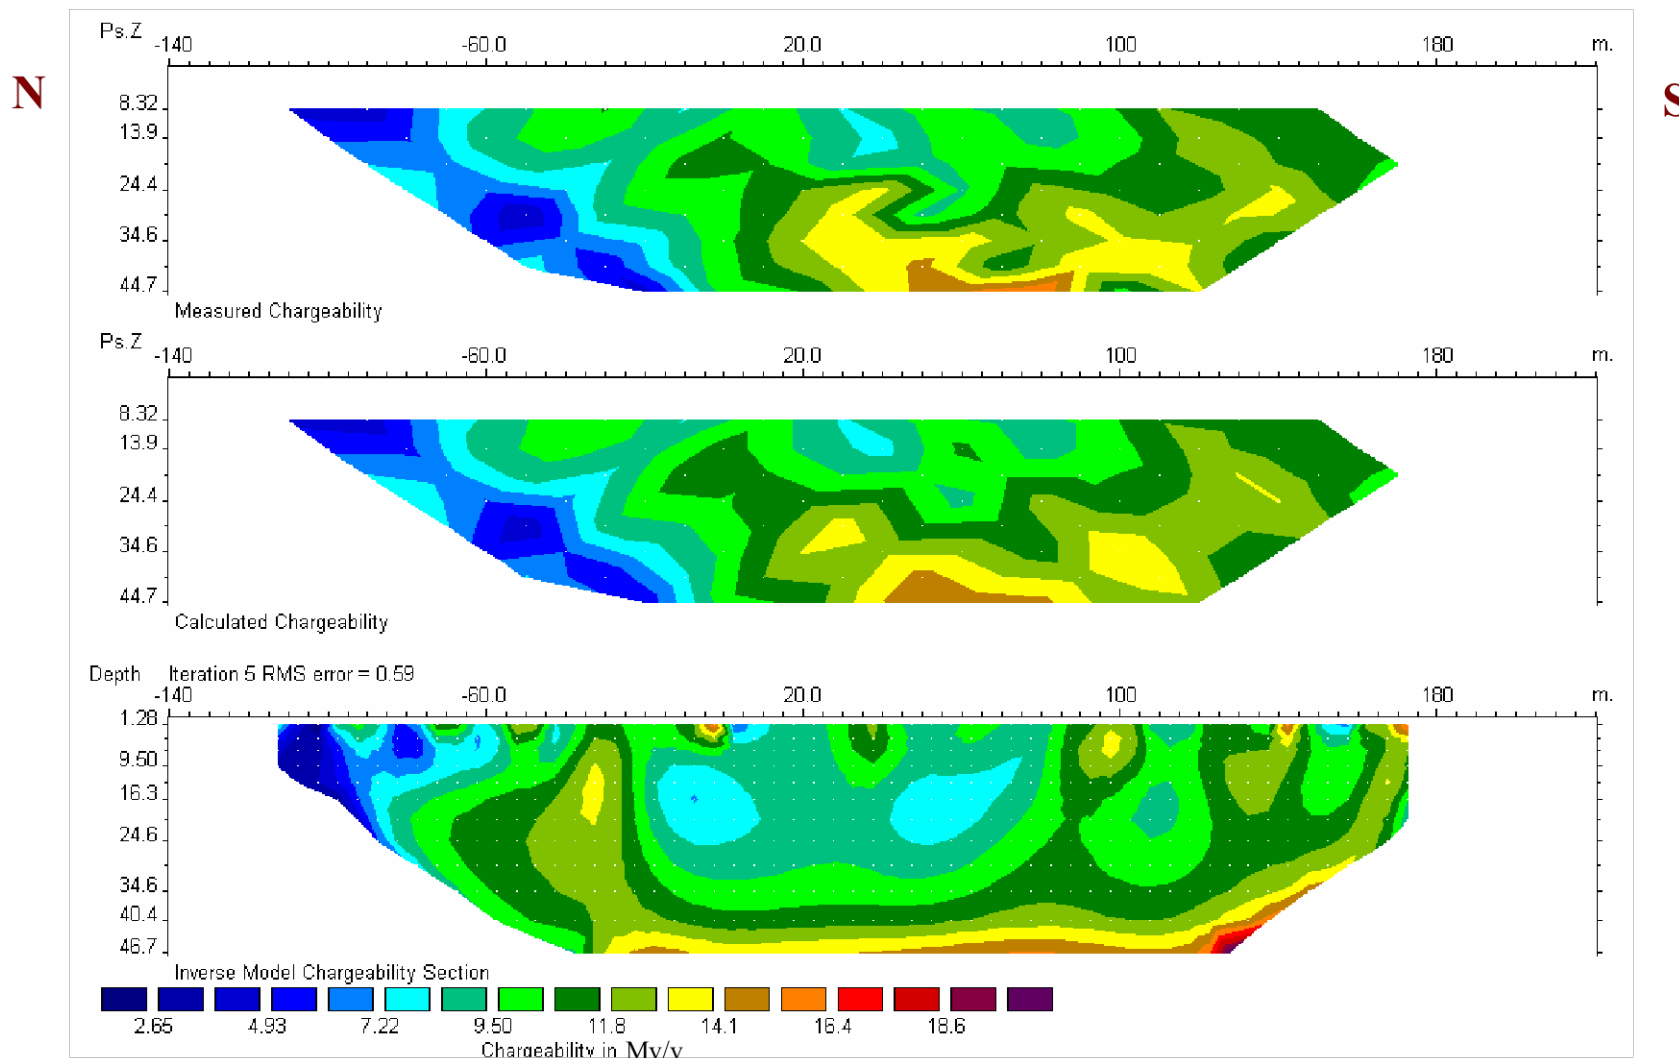 Ps.Z -140 -60.0 20.0 100 180 m.
N
S
8.32
13.9
24.4
34.6
44.7
Measured Chargeability
Ps.Z -140 -60.0 20.0 100 180 m.
8.32
13.9
24.4
34.6
44.7
Calculated Chargeability
Depth Iteration 5 RMS error = 0.59
-140 -60.0 20.0 100 180 m.
1.28
9.50
16.3
24.6
34.6
40.4
46.7
Inverse Model Chargeability Section
2.65 4.93 7.22 9.50 11.8 14.1 16.4 18.6
Chargeability in Mv/v